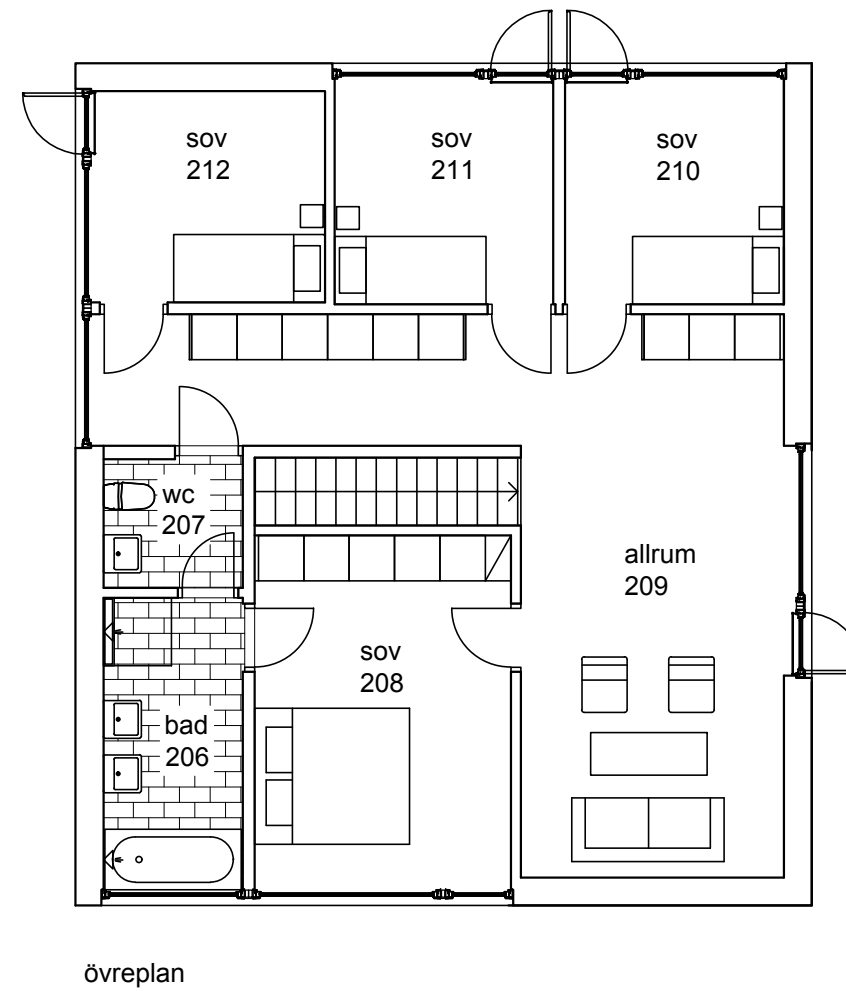 sov
212
sov
211
sov
210
wc
207
allrum
209
sov
208
bad
206
övreplan